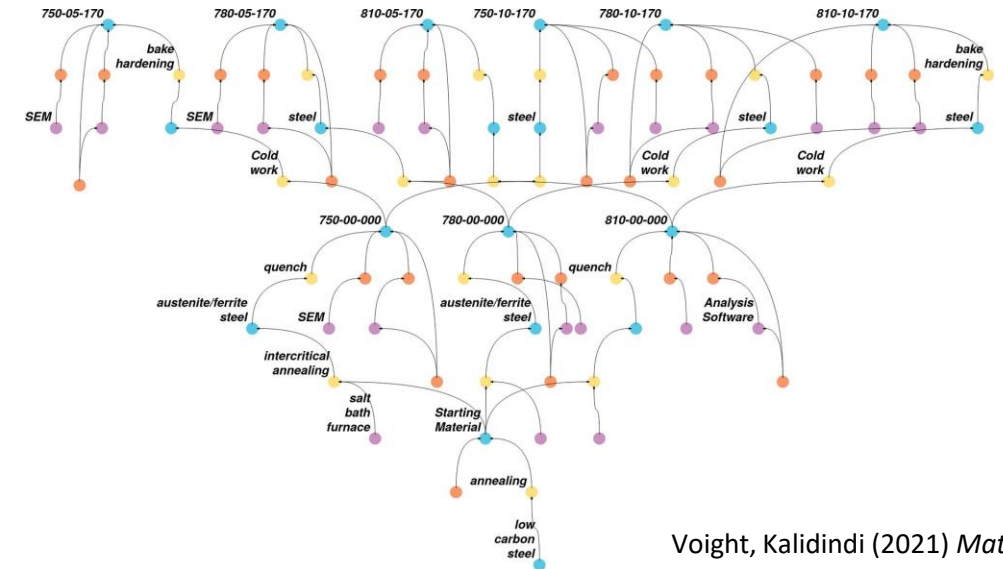 750-05-170
780-05-170
810-05-170
750-10-170
780-10-170
810-10-170
bake
hardening
bake
hardening
SEM
SEM
steel
steel
steel
steel
Cold
work
Cold
work
Cold
work
750-00-000
780-00-000
810-00-000
quench
quench
austenite/ferrite
steel
SEM
austenite/ferrite
steel
Analysis
Software
intercritical
annealing
salt
bath
furnace
Starting
Material
annealing
low
carbon
steel
Voight, Kalidindi (2021) Mat